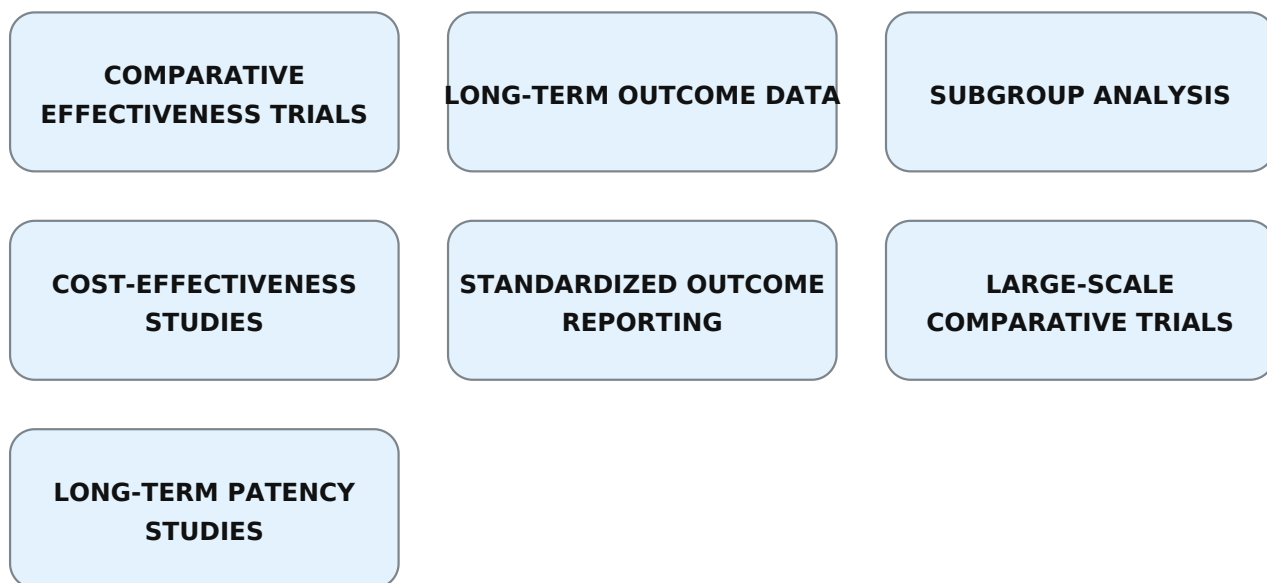 COMPARATIVE
EFFECTIVENESS TRIALS
LONG-TERM OUTCOME DATA
SUBGROUP ANALYSIS
COST-EFFECTIVENESS
STUDIES
STANDARDIZED OUTCOME
REPORTING
LARGE-SCALE
COMPARATIVE TRIALS
LONG-TERM PATENCY
STUDIES